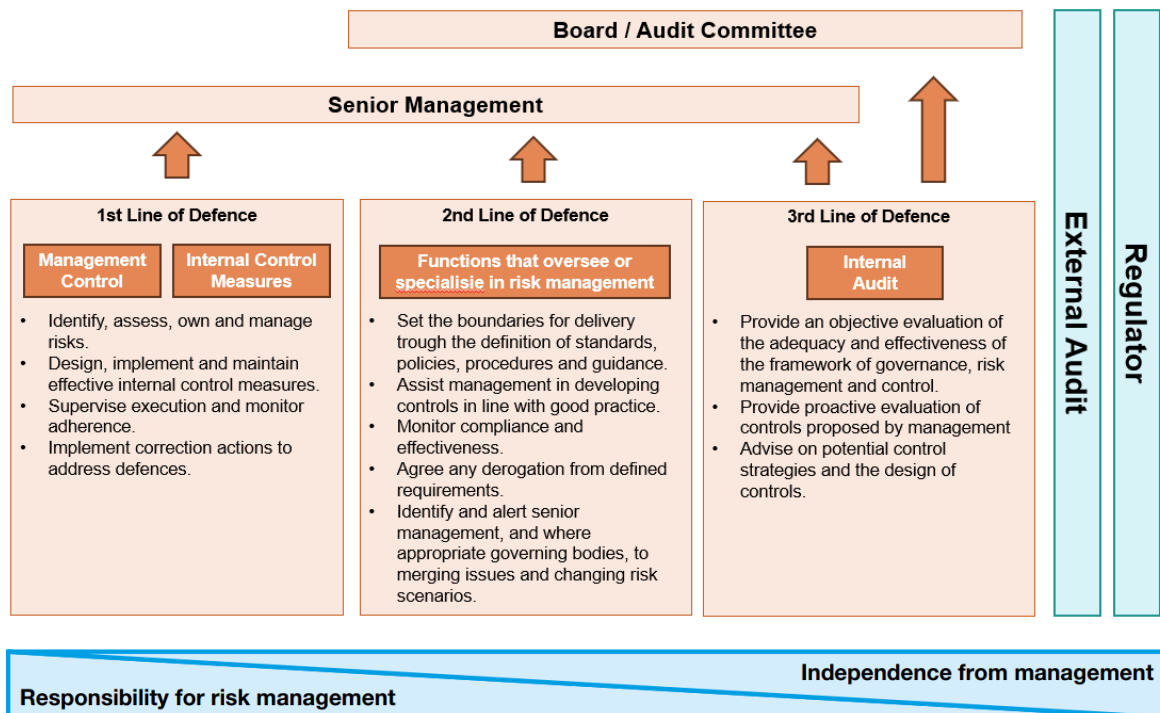 Board / Audit Committee
Senior Management
1st Line of Defence
Management
Control
Internal Control
Measures
• Identify, assess, own and manage
risks.
• Design, implement and maintain
effective internal control measures.
• Supervise execution and monitor
adherence.
• Implement correction actions to
address defences.
2nd Line of Defence
Functions that oversee or
specialisie in risk management
• Set the boundaries for delivery
trough the definition of standards,
policies, procedures and guidance.
• Assist management in developing
controls in line with good practice.
• Monitor compliance and
effectiveness.
• Agree any derogation from defined
requirements.
• Identify and alert senior
management, and where
appropriate governing bodies, to
merging issues and changing risk
scenarios.
3rd Line of Defence
Internal
Audit
• Provide an objective evaluation of
the adequacy and effectiveness of
the framework of governance, risk
management and control.
• Provide proactive evaluation of
controls proposed by management
• Advise on potential control
strategies and the design of
controls.
External Audit
Regulator
Independence from management
Responsibility for risk management